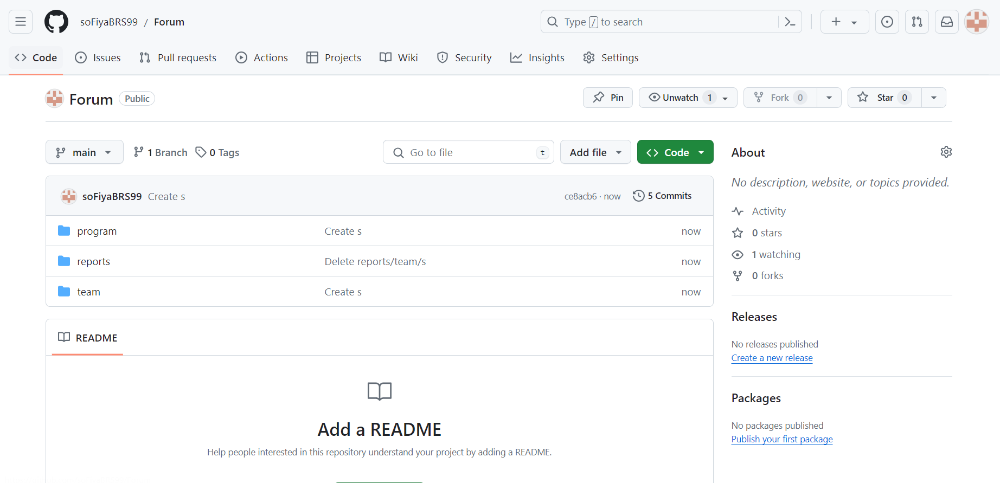 soFiyaBRS99 / Forum
Type / to search
Code Issues Pull requests Actions Projects Wiki Security Insights Settings
Forum Public
Pin Unwatch 1 Fork 0 Star 0
main 1 Branch 0 Tags Go to file t Add file Code
soFiyaBRS99 Create s ce8acb6 · now 5 Commits
program Create s now
reports Delete reports/team/s now
team Create s now
README
Add a README
Help people interested in this repository understand your project by adding a README.
About
No description, website, or topics provided.
Activity
0 stars
1 watching
0 forks
Releases
No releases published
Create a new release
Packages
No packages published
Publish your first package